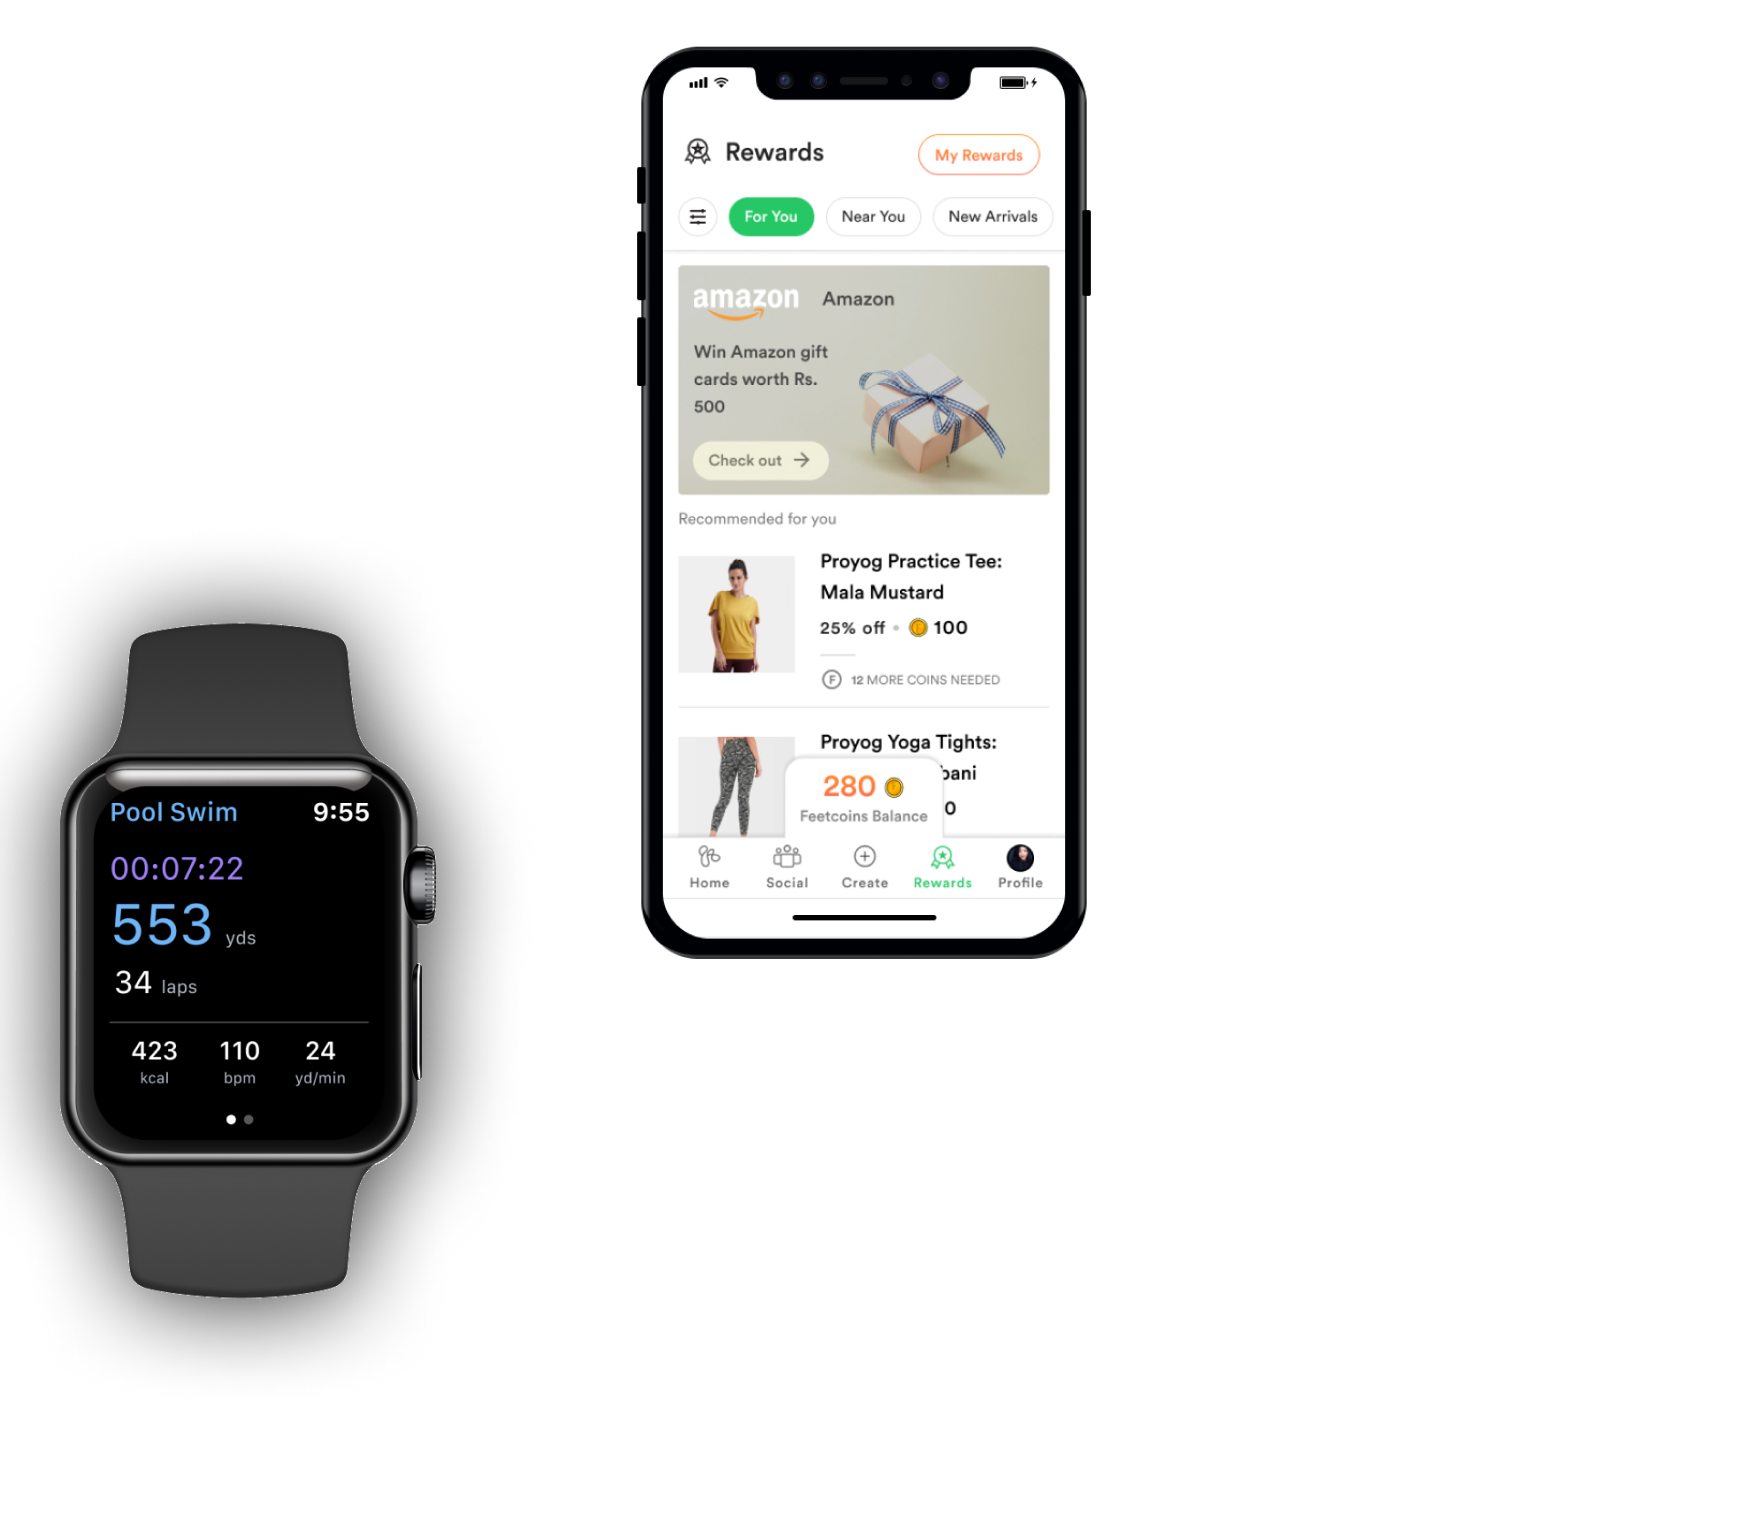 Rewards
My Rewards
For You
Near You
New Arrivals
amazon
Amazon
Win Amazon gift
cards worth Rs.
500
Check out
Recommended for you
Proyog Practice Tee:
Mala Mustard
25% off • 100
F 12 MORE COINS NEEDED
Proyog Yoga Tights:
bani
0
280
Feetcoins Balance
Home
Social
Create
Rewards
Profile
Pool Swim 9:55
00:07:22
553 yds
34 laps
423 110 24
kcal bpm yd/min